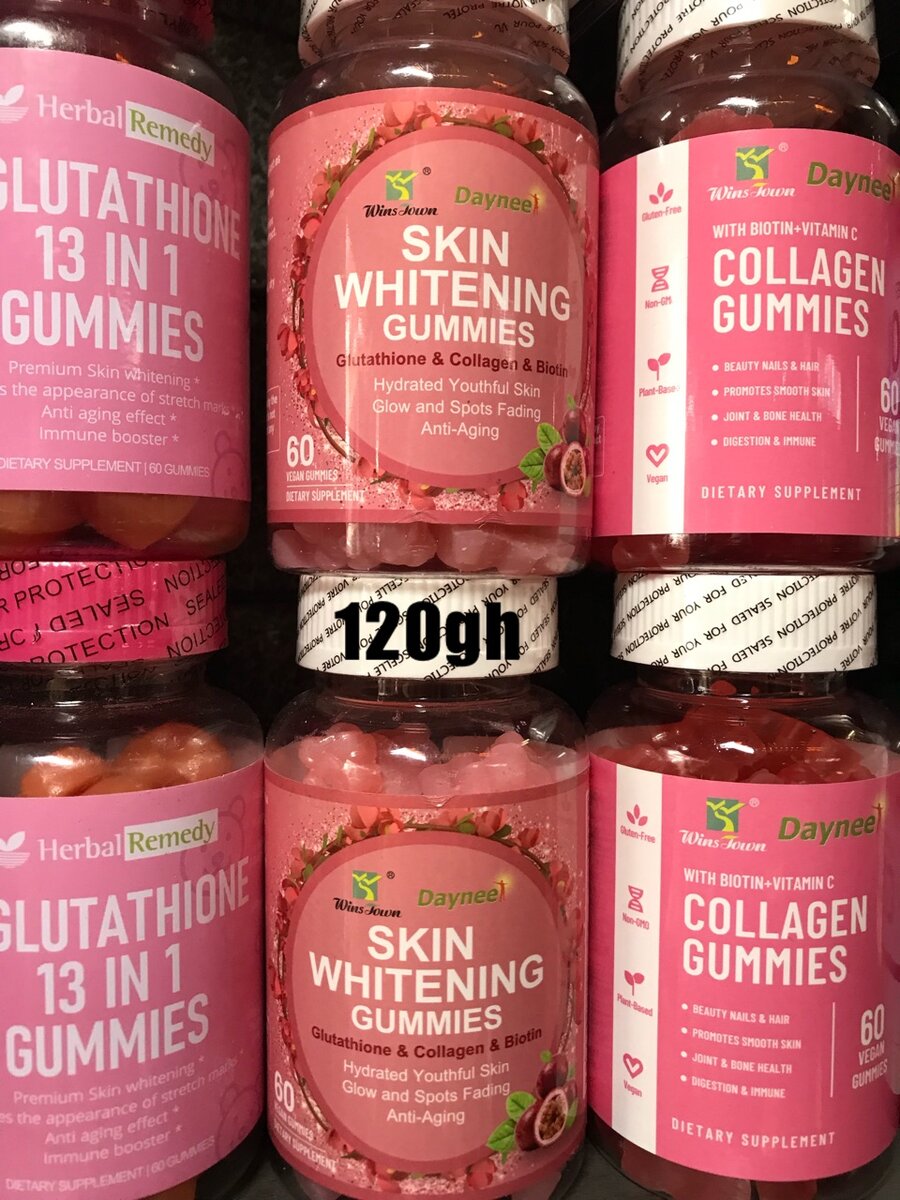 Herbal Remedy
GLUTATHIONE
13 IN 1
GUMMIES
Premium Skin whitening *
the appearance of stretch
Anti aging effect *
Immune booster *
DIETARY SUPPLEMENT | 60 GUMMIES
Wins Town
Daynee
SKIN
WHITENING
GUMMIES
Glutathione & Collagen & Biotin
Hydrated Youthful Skin
Glow and Spots Fading
Anti-Aging
60
VEGAN GUMMIES
DIETARY SUPPLEMENT
Gluten-Free
Non-GM
Plant-Base
Vegan
Wins Town
Daynee
WITH BIOTIN+VITAMIN C
COLLAGEN
GUMMIES
• BEAUTY NAILS & HAIR
• PROMOTES SMOOTH SKIN
• JOINT & BONE HEALTH
• DIGESTION & IMMUNE
60
VEGAN
DIETARY SUPPLEMENT
PROTECTION
SEALED
PROTECTION
120gh
SEALED FOR YOUR PROTECTION
Herbal Remedy
GLUTATHIONE
13 IN 1
GUMMIES
Premium Skin whitening *
the appearance of stretch
Anti aging effect *
Immune booster *
DIETARY SUPPLEMENT | 60 GUMMIES
Wins Town
Daynee
SKIN
WHITENING
GUMMIES
Glutathione & Collagen & Biotin
Hydrated Youthful Skin
Glow and Spots Fading
Anti-Aging
60
VEGAN GUMMIES
DIETARY SUPPLEMENT
Gluten-Free
Non-GMO
Plant-Based
Vegan
Wins Town
Daynee
WITH BIOTIN+VITAMIN C
COLLAGEN
GUMMIES
• BEAUTY NAILS & HAIR
• PROMOTES SMOOTH SKIN
• JOINT & BONE HEALTH
• DIGESTION & IMMUNE
60
VEGAN
GUMMIES
DIETARY SUPPLEMENT